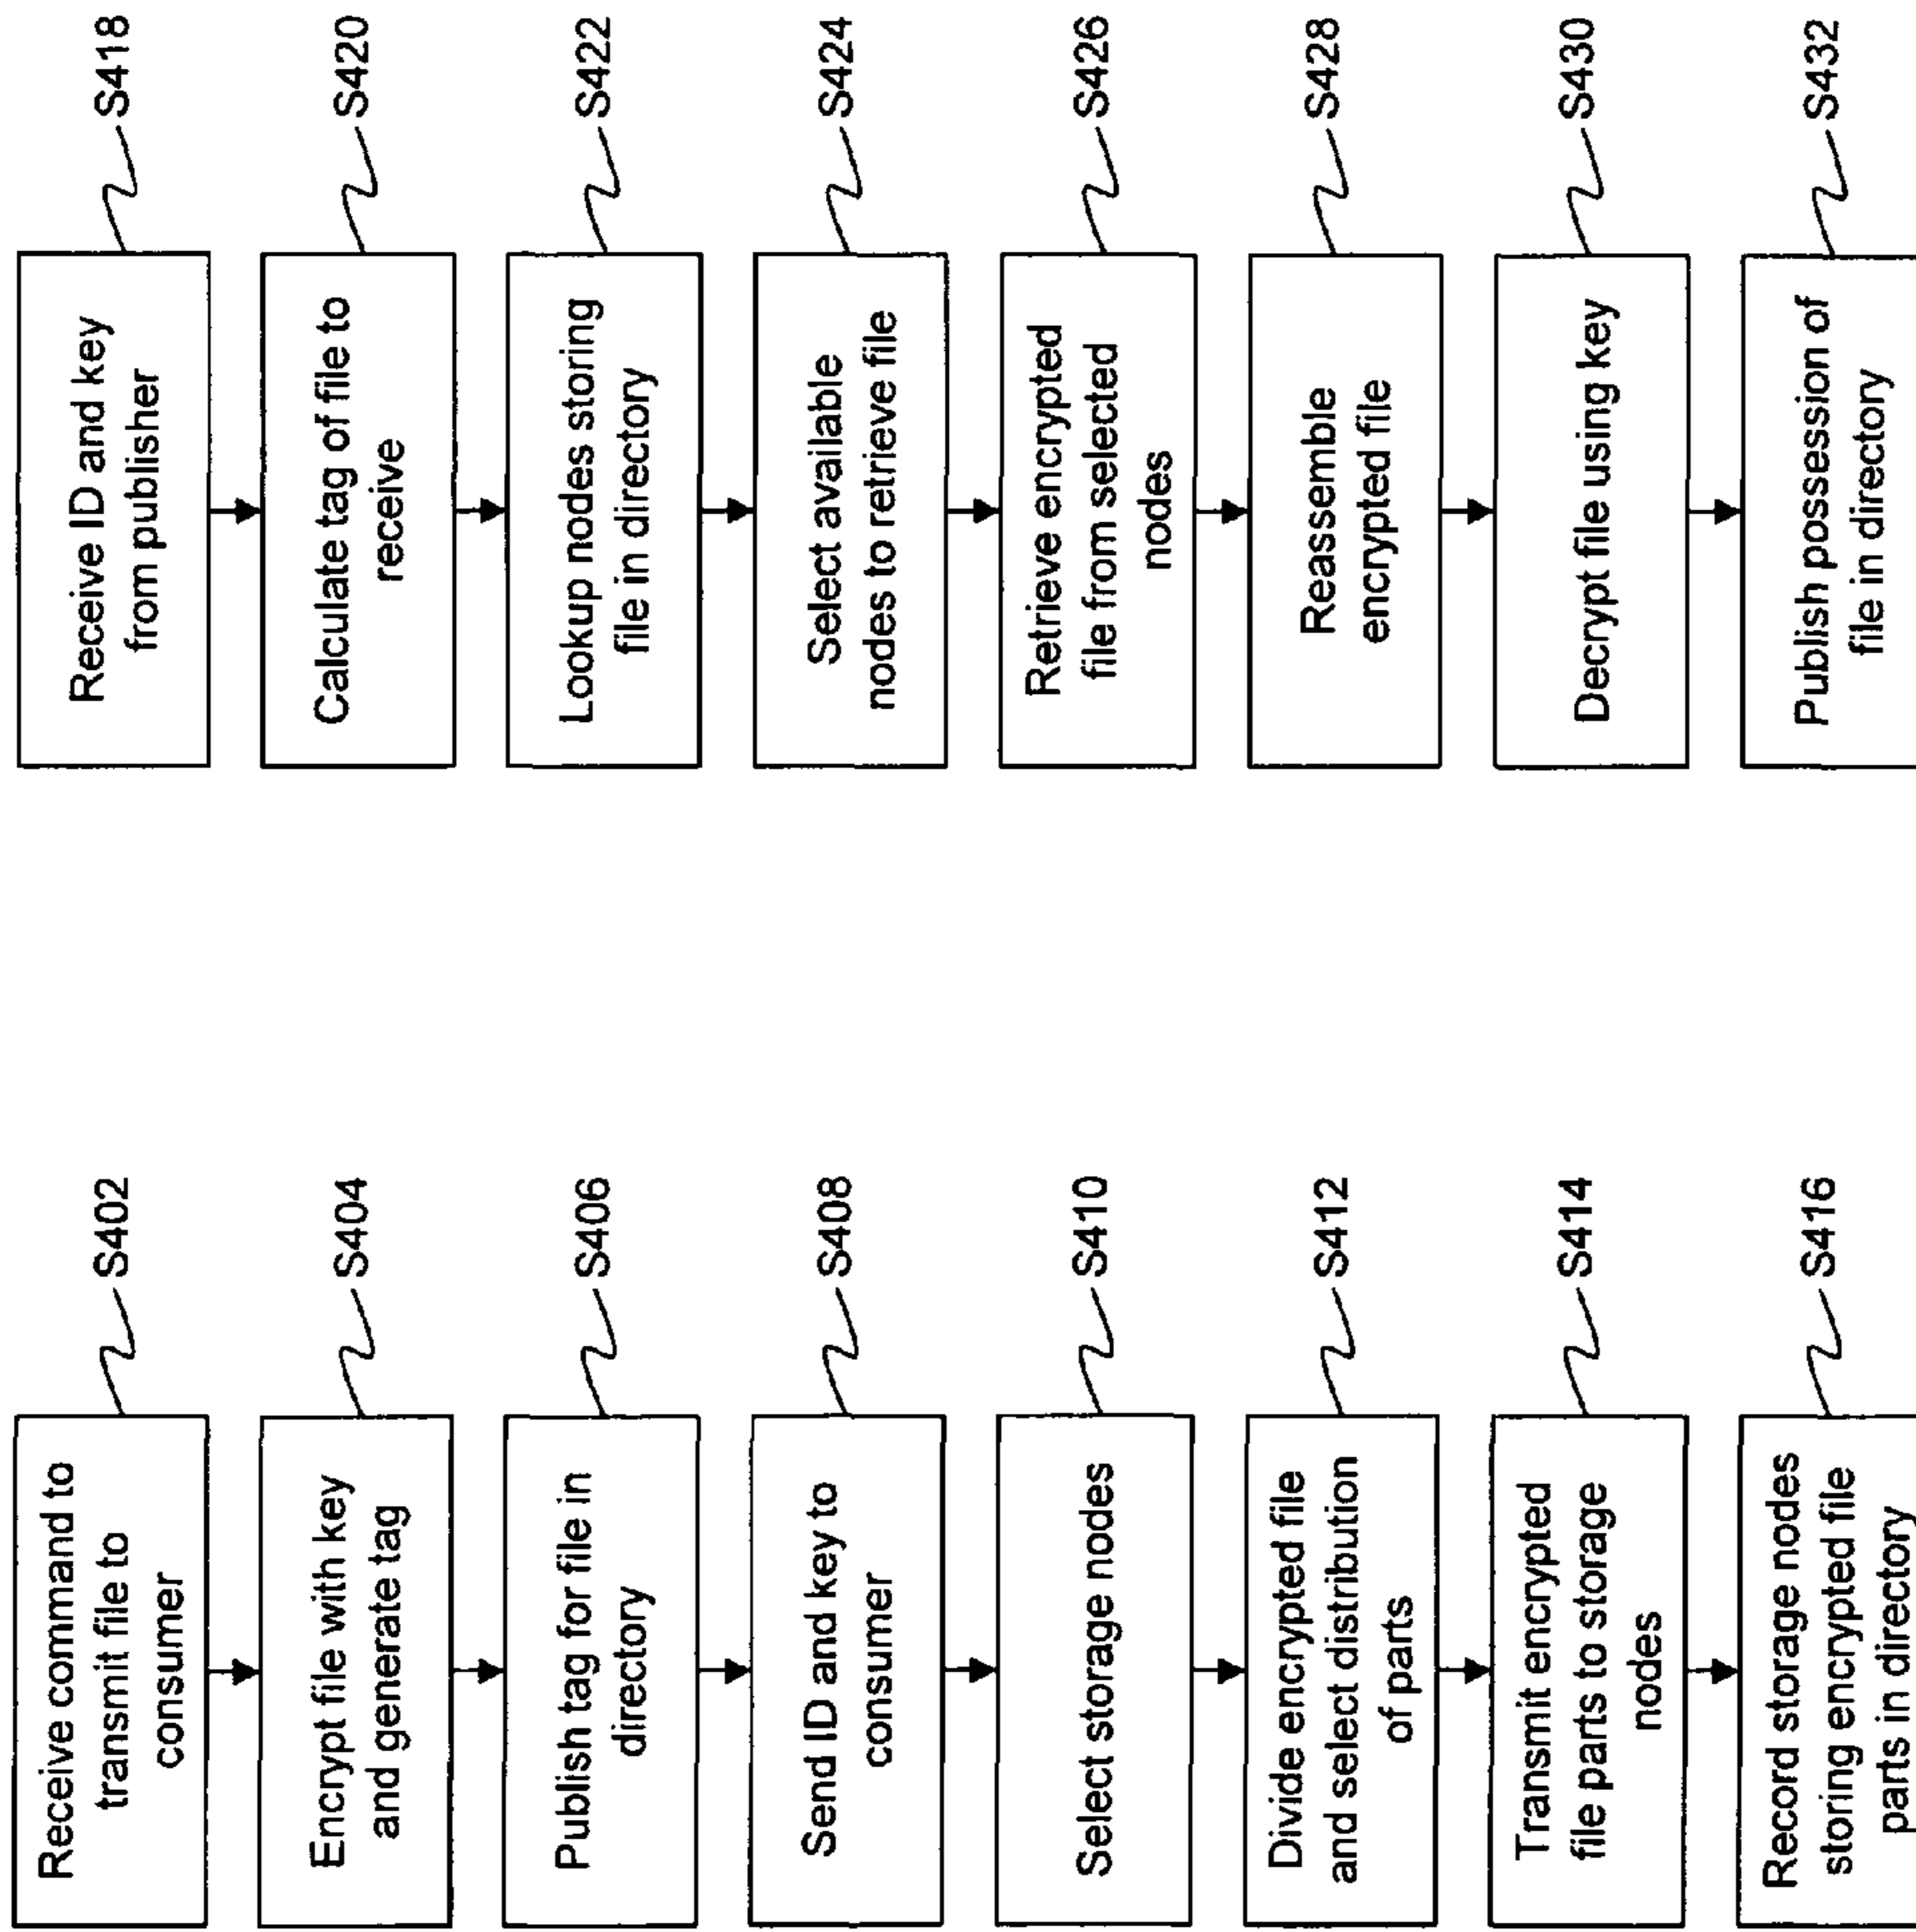 Receive command to
transmit file to
consumer
S402
Encrypt file with key
and generate tag
S404
Publish tag for file in
directory
S406
Send ID and key to
consumer
S408
Select storage nodes
S410
Divide encrypted file
and select distribution
of parts
S412
Transmit encrypted
file parts to storage
nodes
S414
Record storage nodes
storing encrypted file
parts in directory
S416
Receive ID and key
from publisher
S418
Calculate tag of file to
receive
S420
Lookup nodes storing
file in directory
S422
Select available
nodes to retrieve file
S424
Retrieve encrypted
file from selected
nodes
S426
Reassemble
encrypted file
S428
Decrypt file using key
S430
Publish possession of
file in directory
S432